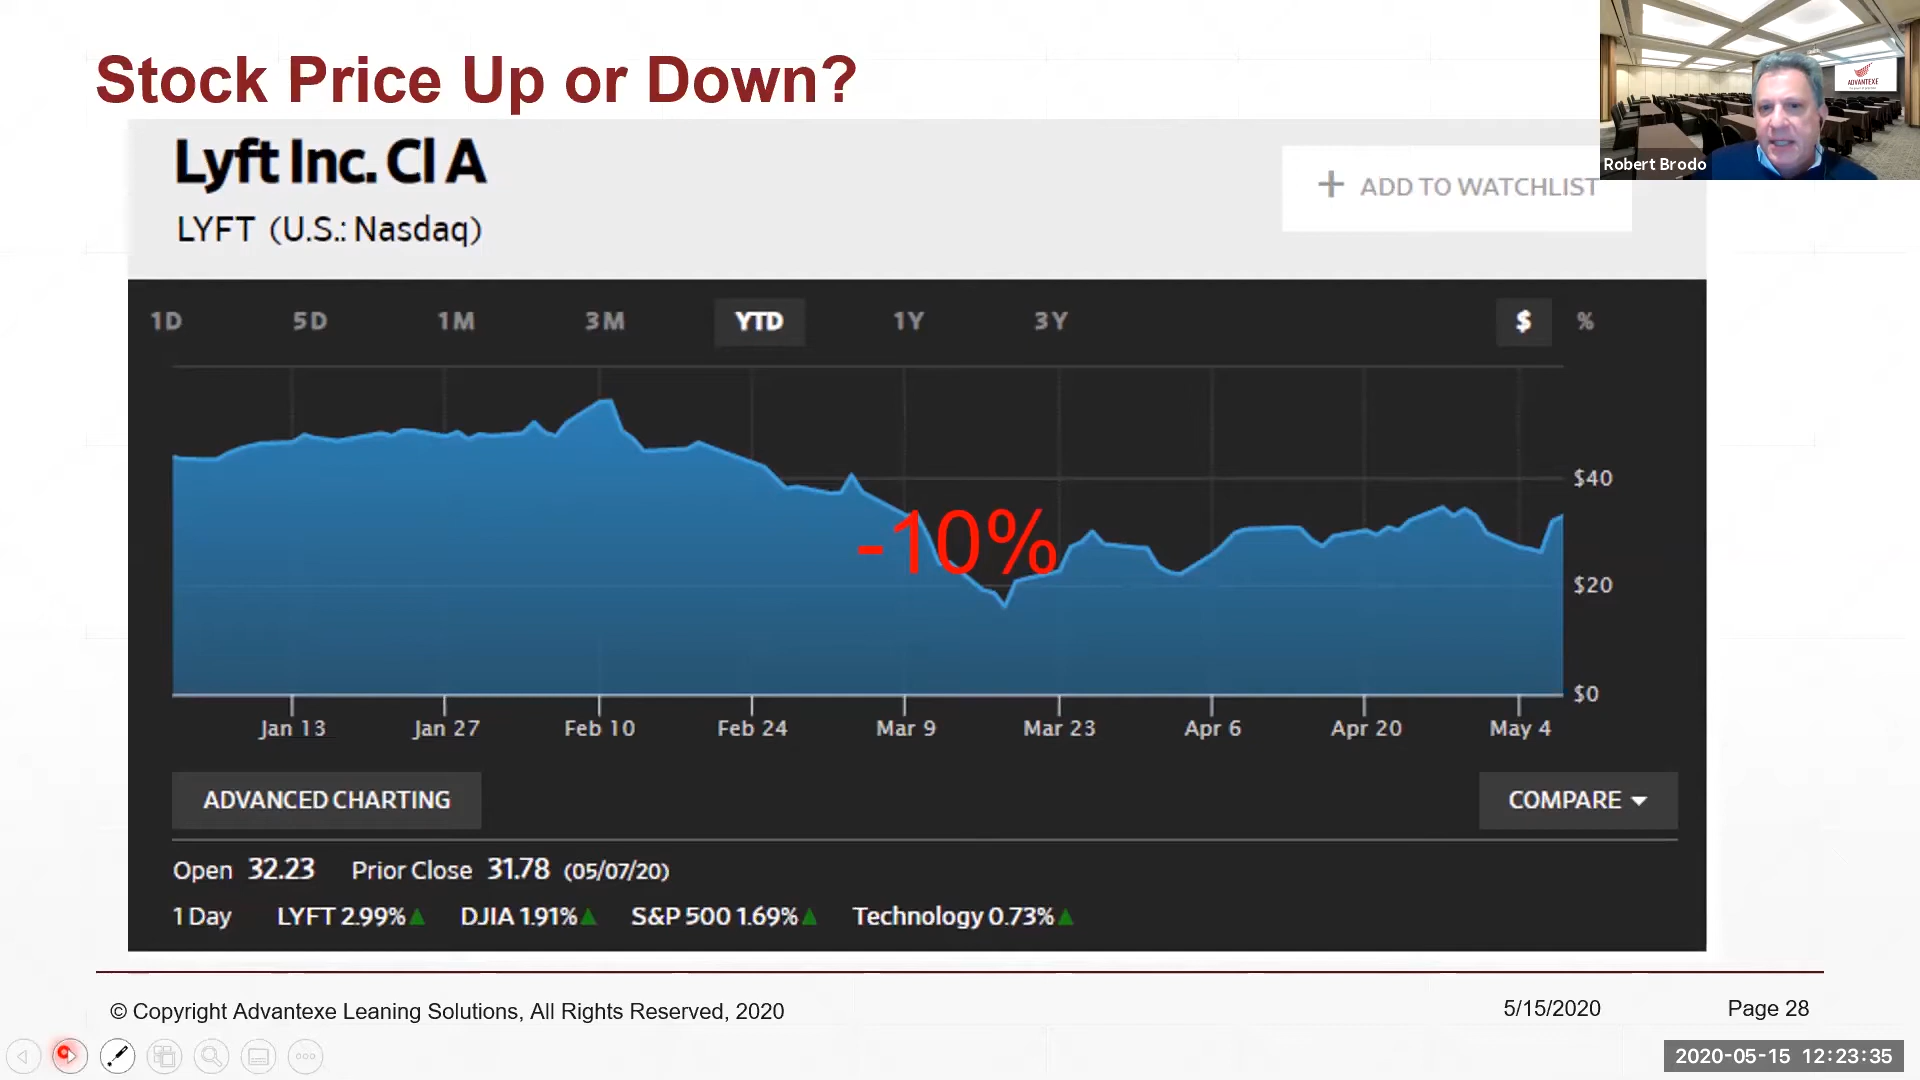 Stock Price Up or Down?
ADVANTEXE
Robert Brodo
Lyft Inc. Cl A
LYFT (U.S.: Nasdaq)
+ ADD TO WATCHLIST
1D 5D 1M 3M YTD 1Y 3Y $ %
$40
-10%
$20
$0
Jan 13 Jan 27 Feb 10 Feb 24 Mar 9 Mar 23 Apr 6 Apr 20 May 4
ADVANCED CHARTING COMPARE
Open 32.23 Prior Close 31.78 (05/07/20)
1 Day LYFT 2.99% DJIA 1.91% S&P 500 1.69% Technology 0.73%
© Copyright Advantexe Leaning Solutions, All Rights Reserved, 2020 5/15/2020 Page 28
2020-05-15 12:23:35